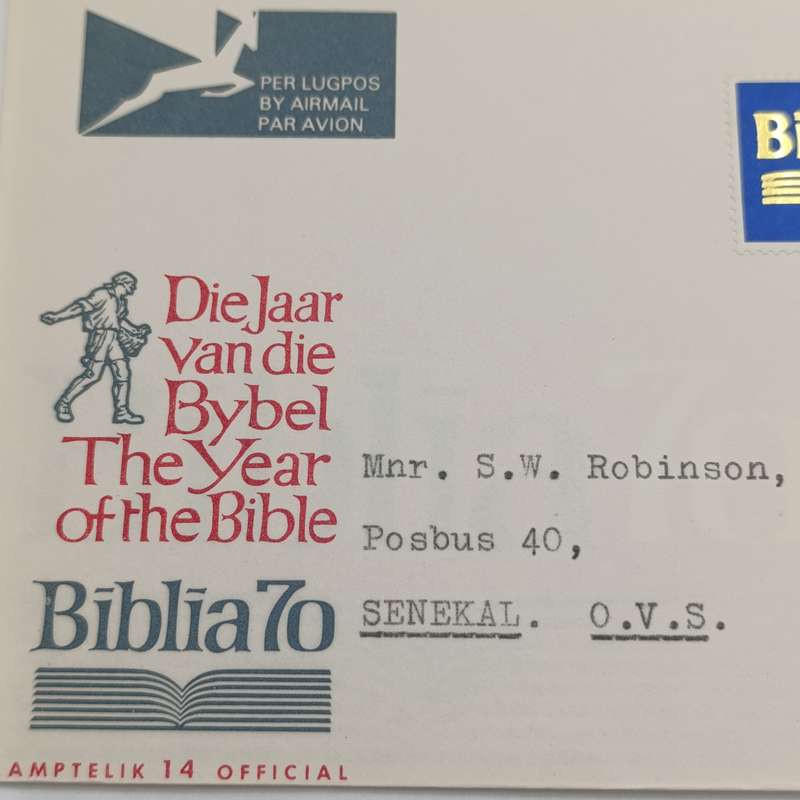 PER LUGPOS
BY AIRMAIL
PAR AVION
Die Jaar
van die
Bybel
The Year
of the Bible
Biblia 70
AMPTELIK 14 OFFICIAL
Mnr. S.W. Robinson,
Posbus 40,
SENEKAL. O.V.S.